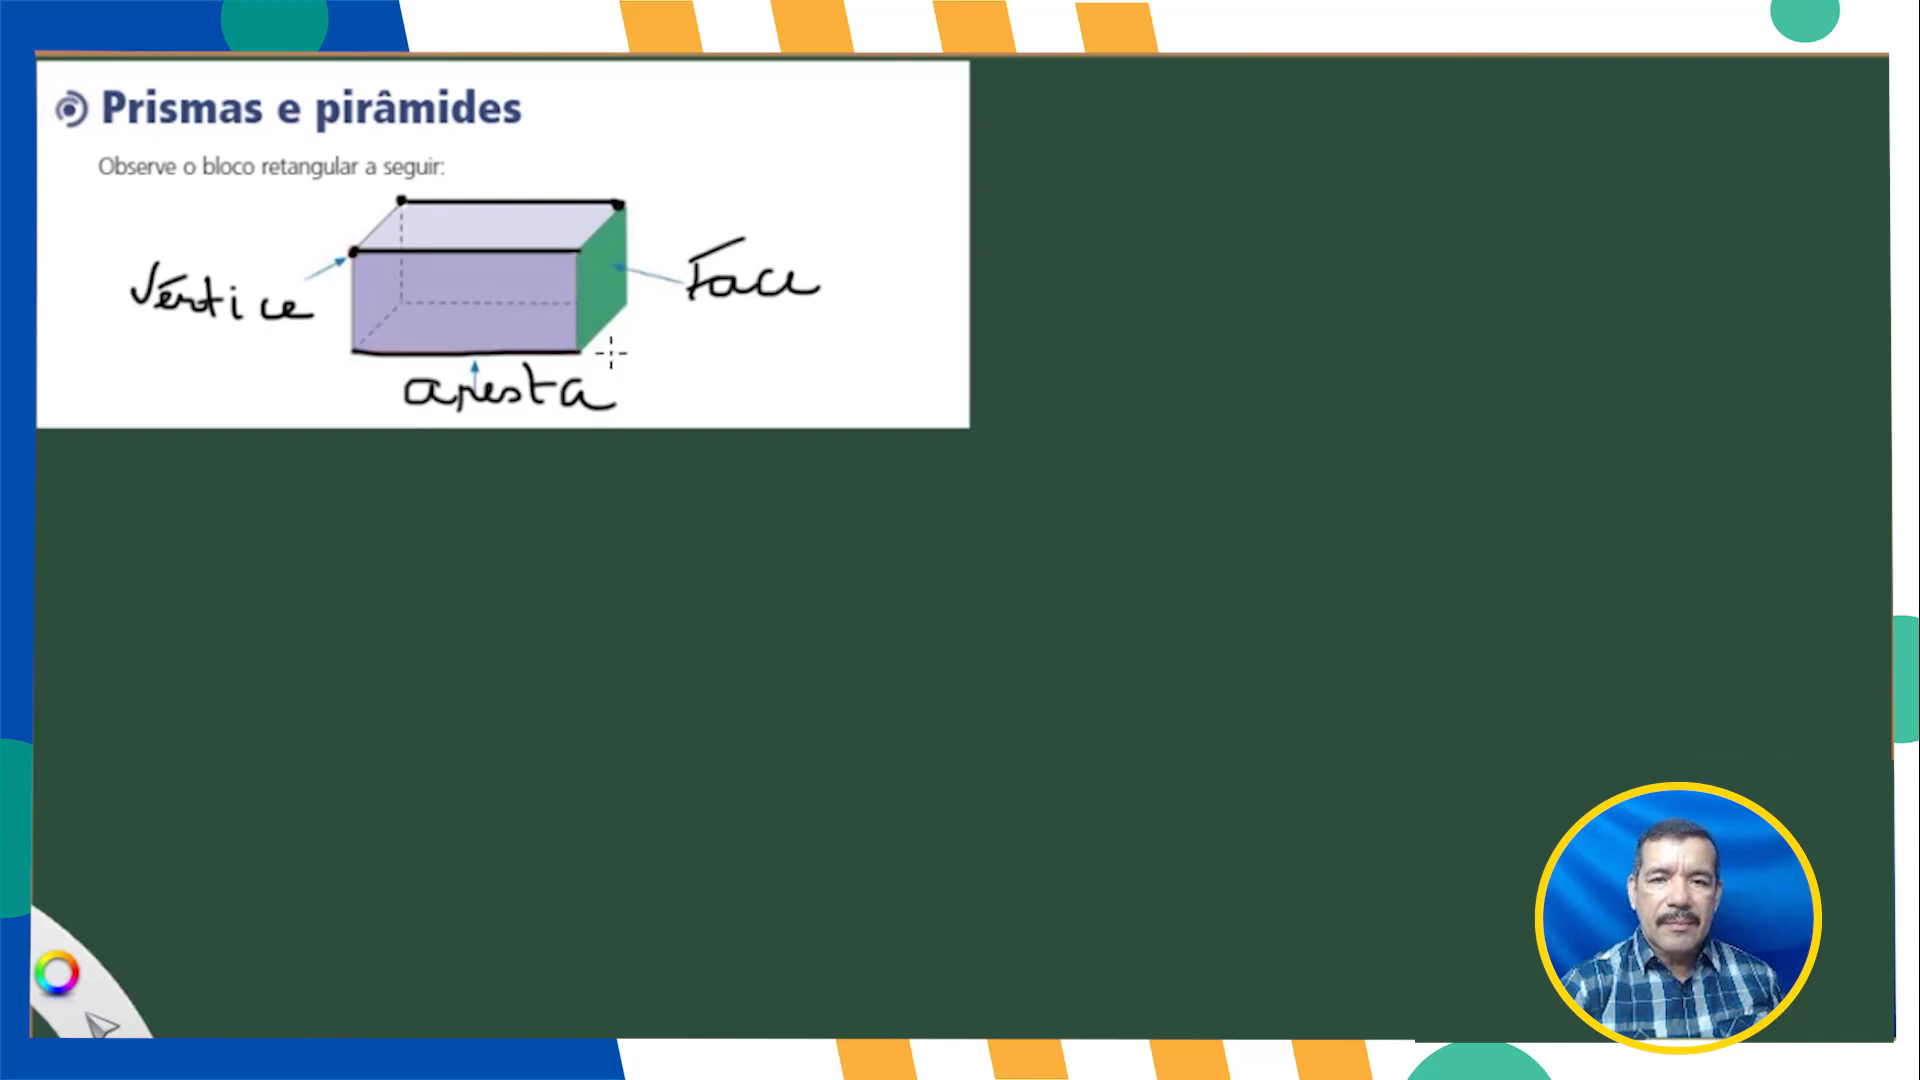 Prismas e pirâmides
Observe o bloco retangular a seguir:
Vértice
Face
aresta